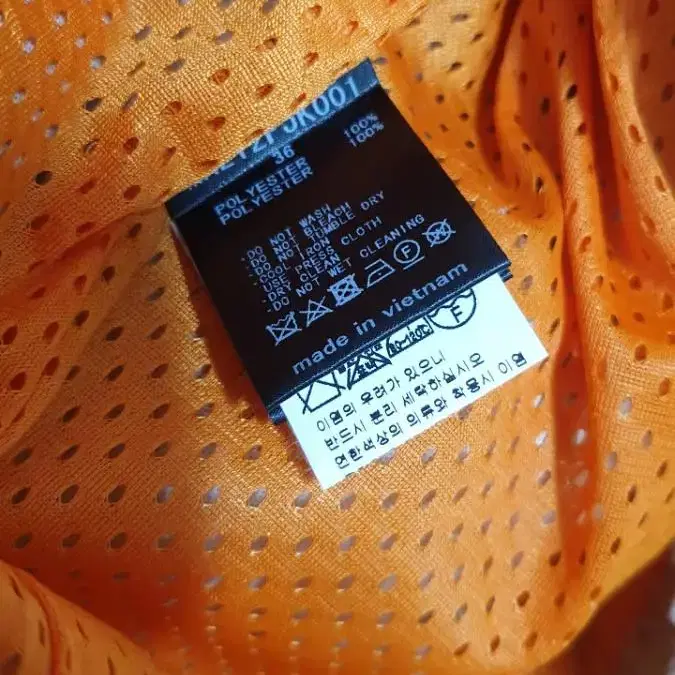 36
POLYESTER 100%
POLYESTER 100%
-DO NOT WASH
-DO NOT BLEACH
-DO NOT TUMBLE DRY
-COOL IRON
-USE PRESS CLOTH
-DRY CLEAN
-DO NOT WET CLEANING
made in vietnam
이염의 우려가 있으니
반드시 분리 세탁하십시오
연한색상의 의류와 착용시 이염